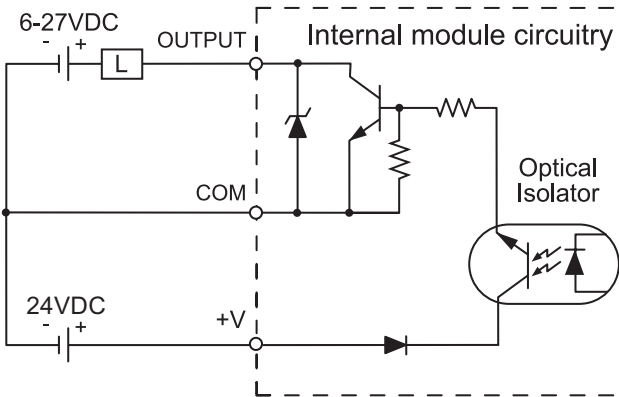 6-27VDC
- +
L
OUTPUT
Internal module circuitry
COM
Optical
Isolator
24VDC
- +
+V